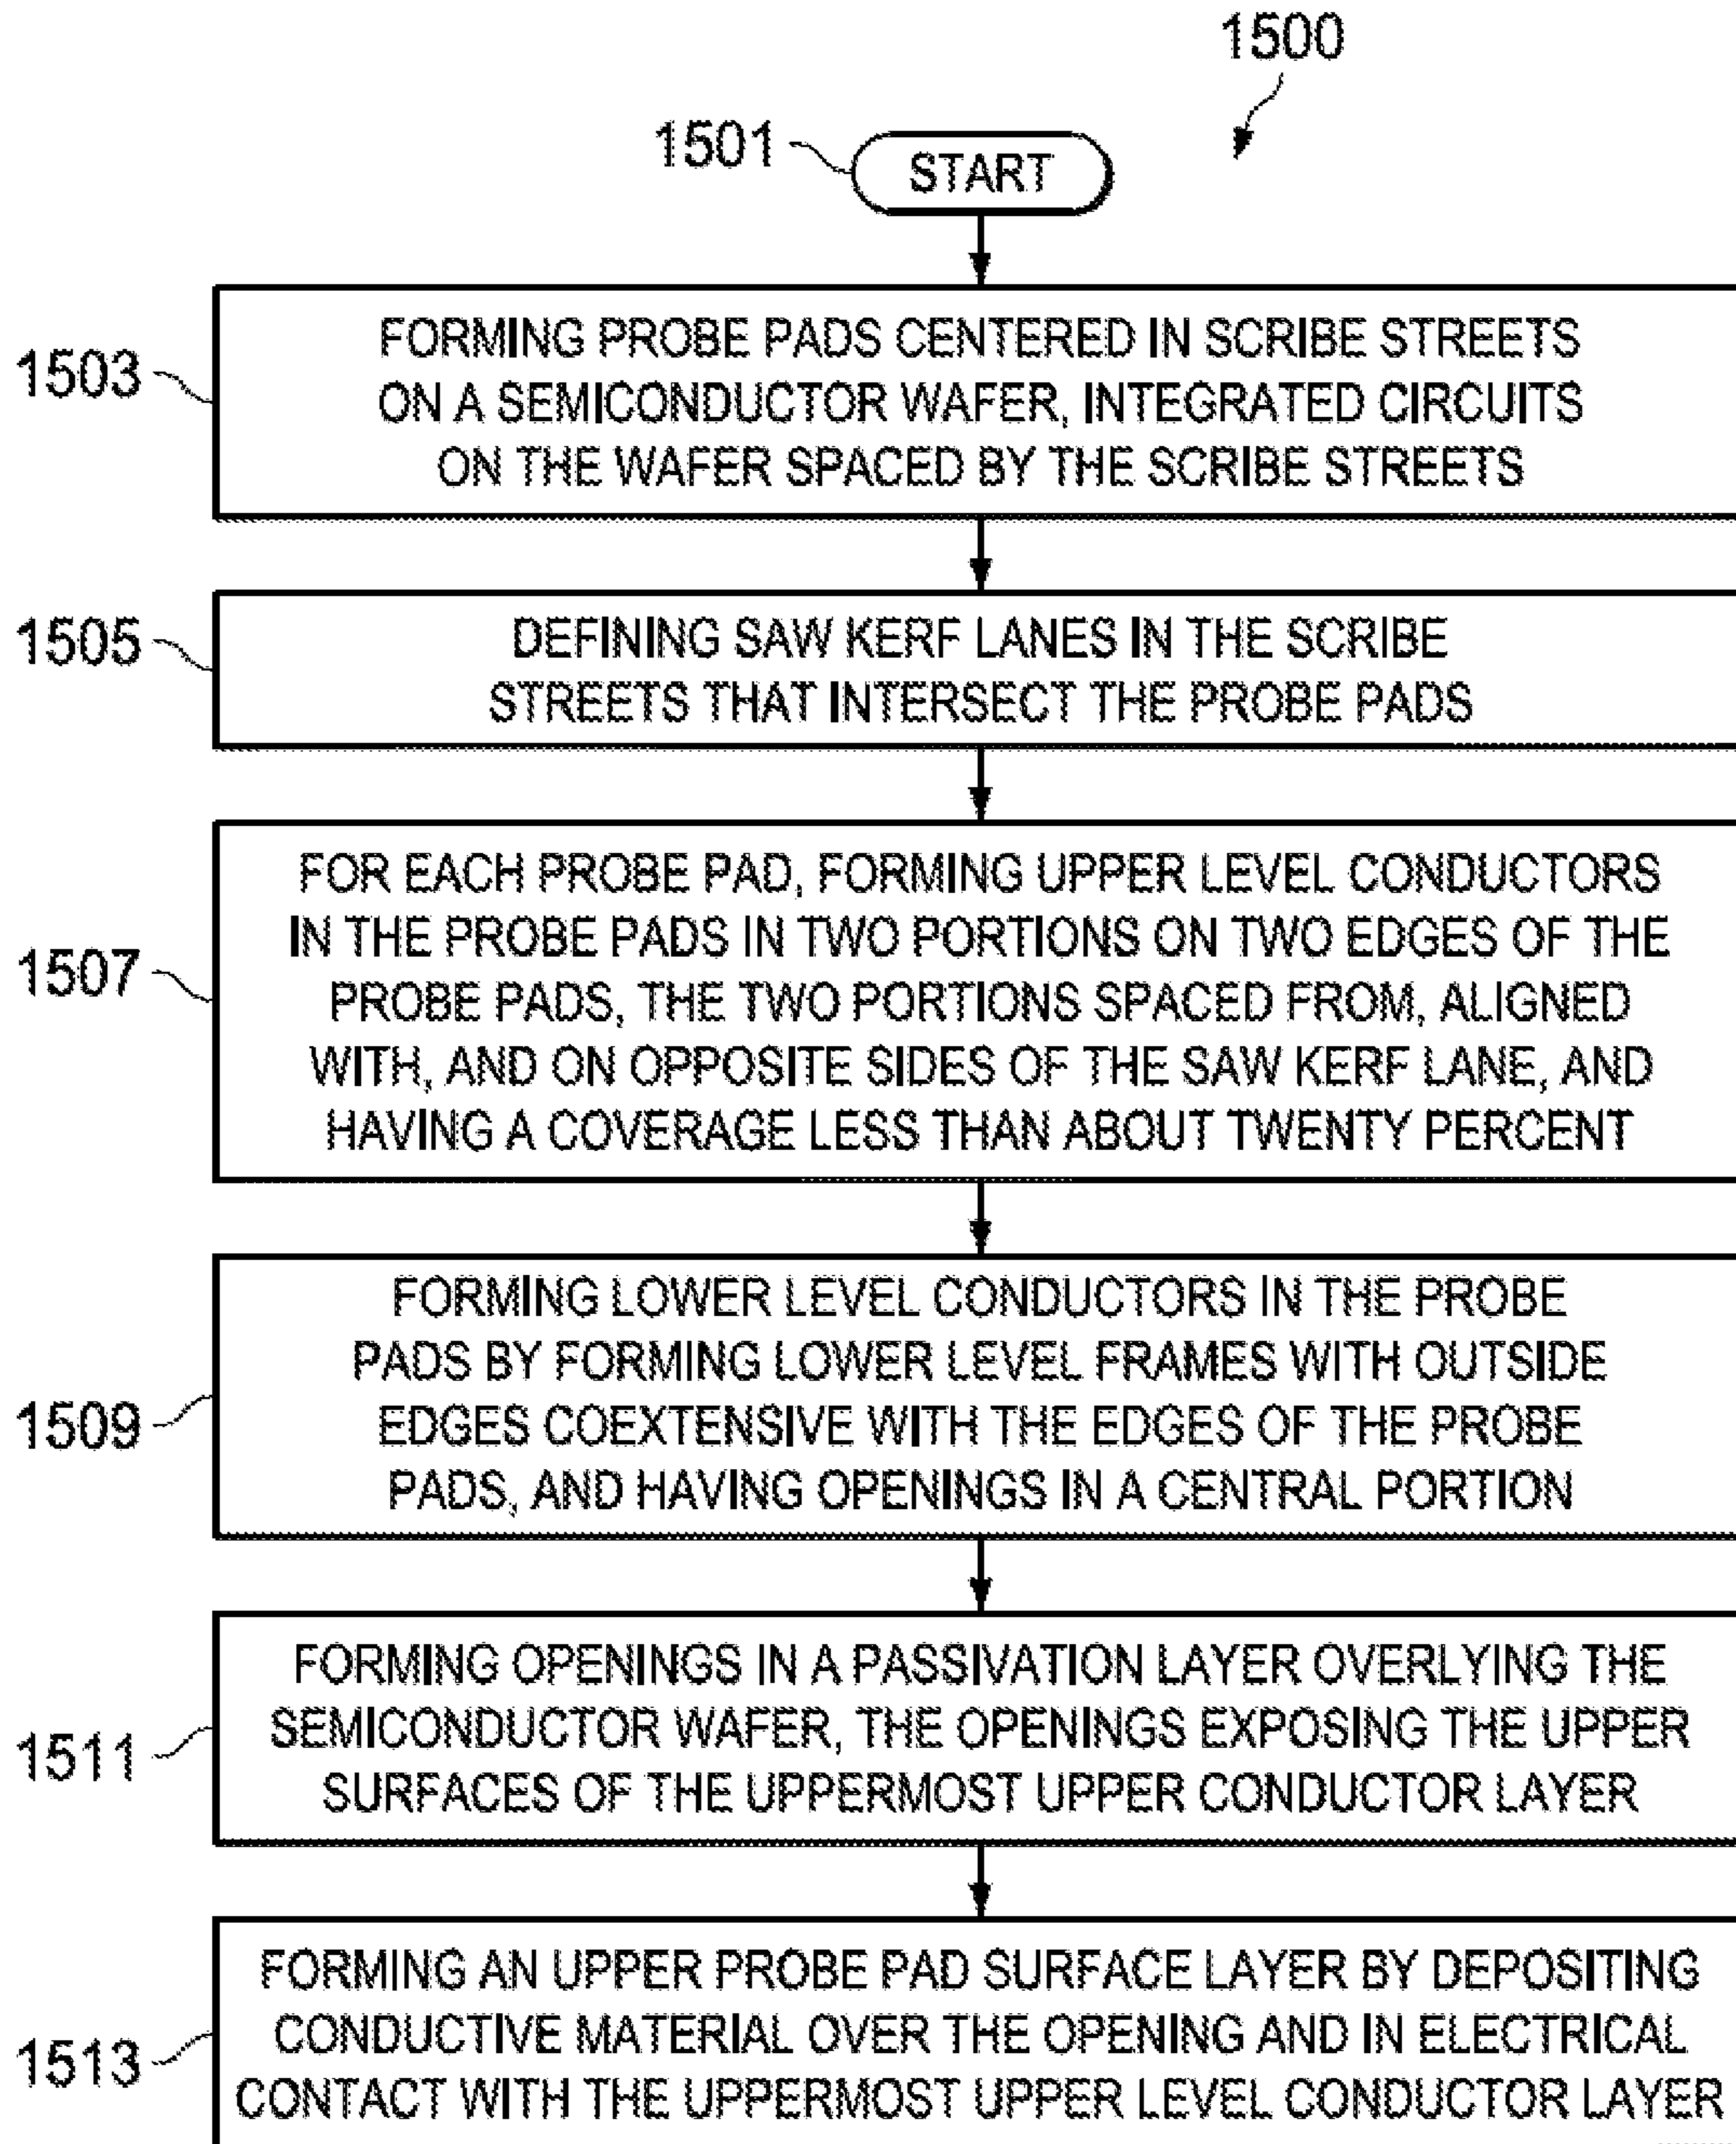 1500
1501
START
1503
FORMING PROBE PADS CENTERED IN SCRIBE STREETS
ON A SEMICONDUCTOR WAFER, INTEGRATED CIRCUITS
ON THE WAFER SPACED BY THE SCRIBE STREETS
1505
DEFINING SAW KERF LANES IN THE SCRIBE
STREETS THAT INTERSECT THE PROBE PADS
1507
FOR EACH PROBE PAD, FORMING UPPER LEVEL CONDUCTORS
IN THE PROBE PADS IN TWO PORTIONS ON TWO EDGES OF THE
PROBE PADS, THE TWO PORTIONS SPACED FROM, ALIGNED
WITH, AND ON OPPOSITE SIDES OF THE SAW KERF LANE, AND
HAVING A COVERAGE LESS THAN ABOUT TWENTY PERCENT
1509
FORMING LOWER LEVEL CONDUCTORS IN THE PROBE
PADS BY FORMING LOWER LEVEL FRAMES WITH OUTSIDE
EDGES COEXTENSIVE WITH THE EDGES OF THE PROBE
PADS, AND HAVING OPENINGS IN A CENTRAL PORTION
1511
FORMING OPENINGS IN A PASSIVATION LAYER OVERLYING THE
SEMICONDUCTOR WAFER, THE OPENINGS EXPOSING THE UPPER
SURFACES OF THE UPPERMOST UPPER CONDUCTOR LAYER
1513
FORMING AN UPPER PROBE PAD SURFACE LAYER BY DEPOSITING
CONDUCTIVE MATERIAL OVER THE OPENING AND IN ELECTRICAL
CONTACT WITH THE UPPERMOST UPPER LEVEL CONDUCTOR LAYER